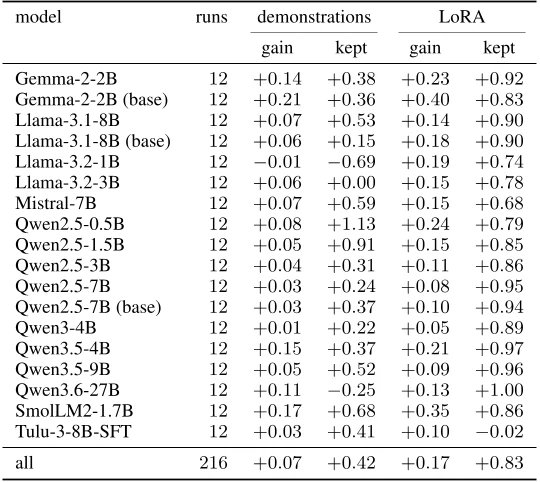 model runs demonstrations LoRA
gain kept gain kept
Gemma-2-2B 12 +0.14 +0.38 +0.23 +0.92
Gemma-2-2B (base) 12 +0.21 +0.36 +0.40 +0.83
Llama-3.1-8B 12 +0.07 +0.53 +0.14 +0.90
Llama-3.1-8B (base) 12 +0.06 +0.15 +0.18 +0.90
Llama-3.2-1B 12 −0.01 −0.69 +0.19 +0.74
Llama-3.2-3B 12 +0.06 +0.00 +0.15 +0.78
Mistral-7B 12 +0.07 +0.59 +0.15 +0.68
Qwen2.5-0.5B 12 +0.08 +1.13 +0.24 +0.79
Qwen2.5-1.5B 12 +0.05 +0.91 +0.15 +0.85
Qwen2.5-3B 12 +0.04 +0.31 +0.11 +0.86
Qwen2.5-7B 12 +0.03 +0.24 +0.08 +0.95
Qwen2.5-7B (base) 12 +0.03 +0.37 +0.10 +0.94
Qwen3-4B 12 +0.01 +0.22 +0.05 +0.89
Qwen3.5-4B 12 +0.15 +0.37 +0.21 +0.97
Qwen3.5-9B 12 +0.05 +0.52 +0.09 +0.96
Qwen3.6-27B 12 +0.11 −0.25 +0.13 +1.00
SmolLM2-1.7B 12 +0.17 +0.68 +0.35 +0.86
Tulu-3-8B-SFT 12 +0.03 +0.41 +0.10 −0.02
all 216 +0.07 +0.42 +0.17 +0.83